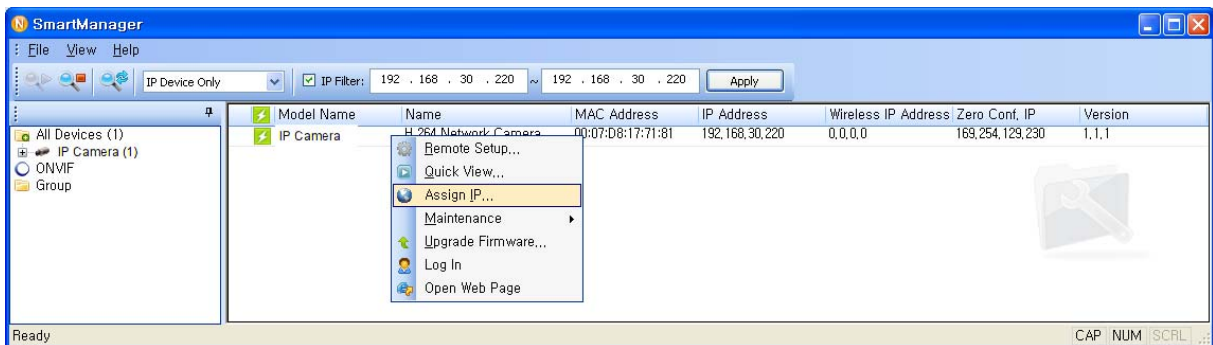 SmartManager
File View Help
IP Device Only IP Filter: 192 . 168 . 30 . 220 ~ 192 . 168 . 30 . 220 Apply
Model Name Name MAC Address IP Address Wireless IP Address Zero Conf, IP Version
All Devices (1)
IP Camera (1)
ONVIF
Group
IP Camera H.264 Network Camera 00:07:D8:17:71:81 192,168,30,220 0,0,0,0 169,254,129,230 1,1,1
Remote Setup...
Quick View...
Assign IP...
Maintenance
Upgrade Firmware...
Log In
Open Web Page
Ready CAP NUM SCRL